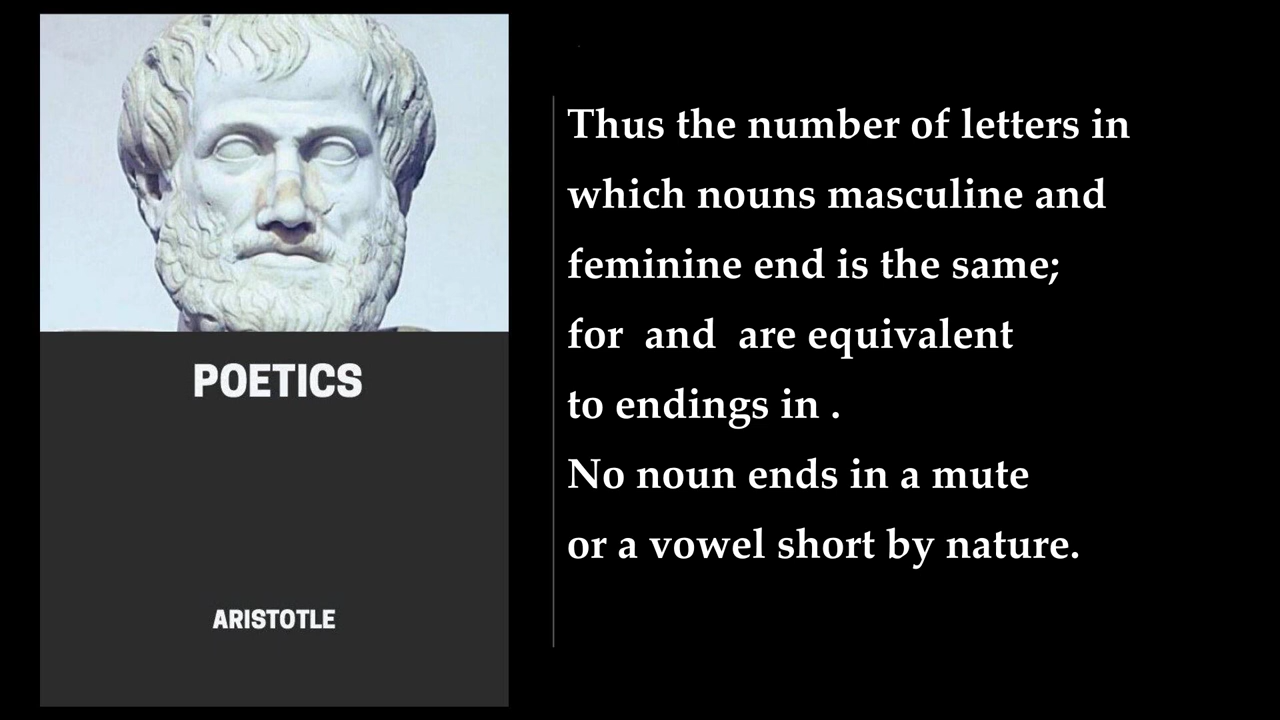 POETICS
ARISTOTLE
Thus the number of letters in
which nouns masculine and
feminine end is the same;
for and are equivalent
to endings in .
No noun ends in a mute
or a vowel short by nature.